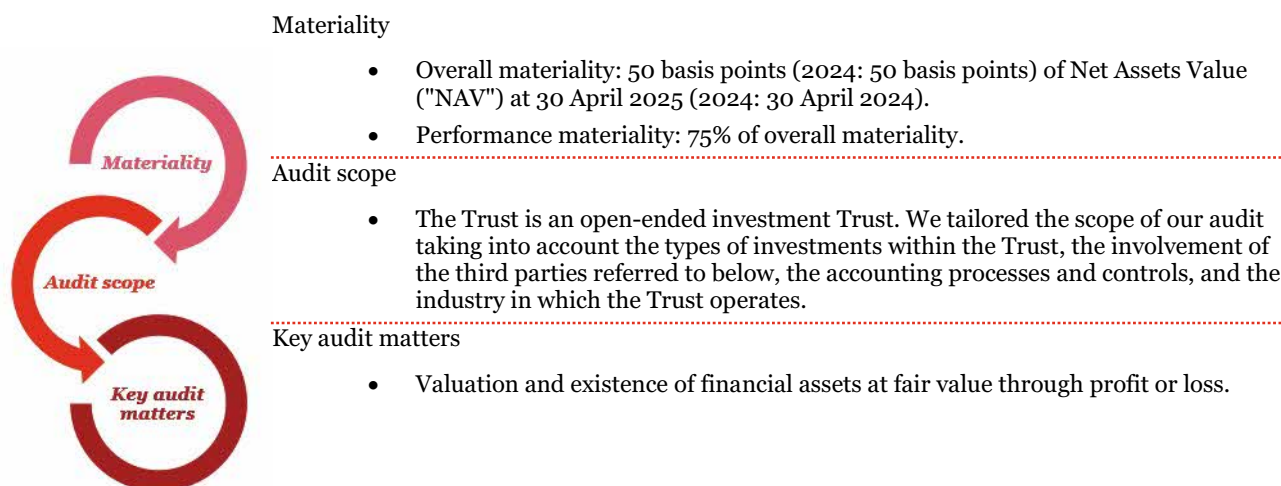 Materiality
• Overall materiality: 50 basis points (2024: 50 basis points) of Net Assets Value
("NAV") at 30 April 2025 (2024: 30 April 2024).
• Performance materiality: 75% of overall materiality.
Materiality
Audit scope
• The Trust is an open-ended investment Trust. We tailored the scope of our audit
taking into account the types of investments within the Trust, the involvement of
the third parties referred to below, the accounting processes and controls, and the
industry in which the Trust operates.
Audit scope
Key audit matters
• Valuation and existence of financial assets at fair value through profit or loss.
Key audit
matters